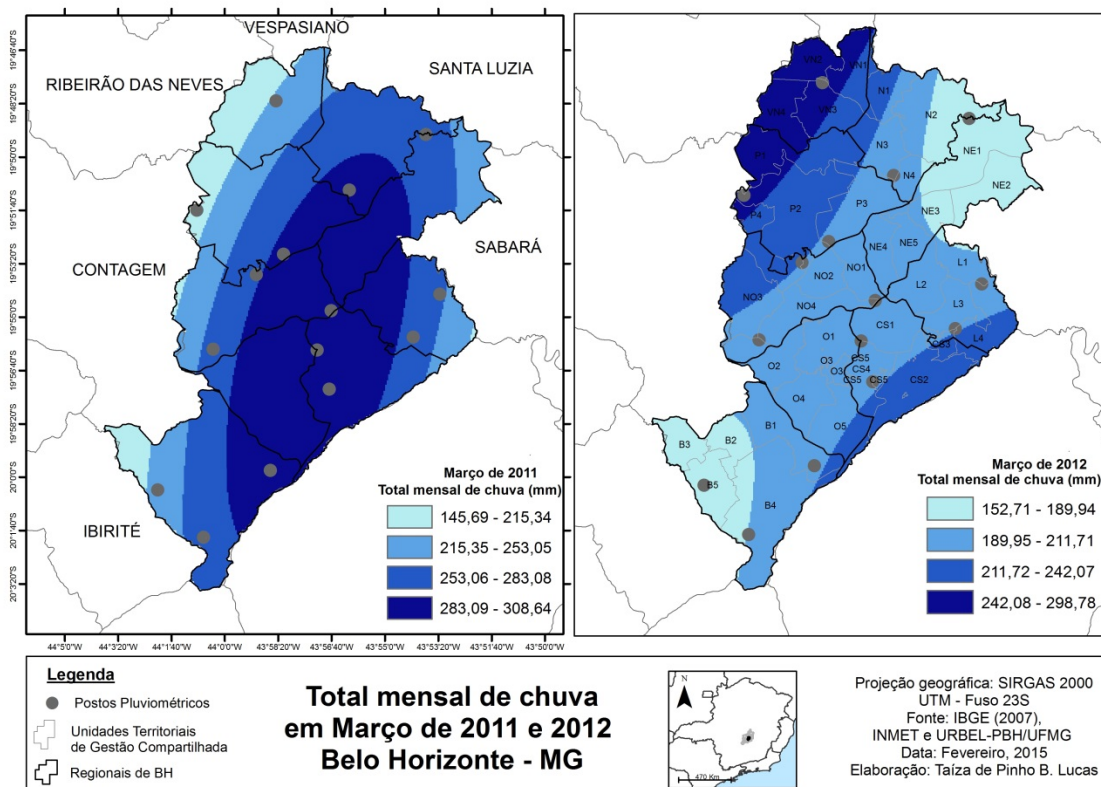 VESPASIANO
RIBEIRÃO DAS NEVES
SANTA LUZIA
CONTAGEM
SABARÁ
IBIRITÉ
19°46'40"S
19°48'20"S
19°50'0"S
19°51'40"S
19°53'20"S
19°55'0"S
19°56'40"S
19°58'20"S
20°0'0"S
20°1'40"S
20°3'20"S
44°5'0"W 44°3'20"W 44°1'40"W 44°0'0"W 43°58'20"W 43°56'40"W 43°55'0"W 43°53'20"W 43°50'0"W
Março de 2011
Total mensal de chuva (mm)
145,69 - 215,34
215,35 - 253,05
253,06 - 283,08
283,09 - 308,64
VN2
VN1
VN4
VN3
N1
N2
N3
NE1
P1
N4
NE2
P4
P2
P3
NE3
NE4
NE5
NO1
NO2
L1
NO3
NO4
L2
L3
O1
CS1
L4
CS3
O2
O3
CS5
CS4
O3
CS5
CS5
CS2
O4
B1
O5
B3
B2
B5
B4
Março de 2012
Total mensal de chuva (mm)
152,71 - 189,94
189,95 - 211,71
211,72 - 242,07
242,08 - 298,78
Legenda
Postos Pluviométricos
Unidades Territoriais
de Gestão Compartilhada
Regionais de BH
Total mensal de chuva
em Março de 2011 e 2012
Belo Horizonte - MG
N
470 Km
Projeção geográfica: SIRGAS 2000
UTM - Fuso 23S
Fonte: IBGE (2007),
INMET e URBEL-PBH/UFMG
Data: Fevereiro, 2015
Elaboração: Taíza de Pinho B. Lucas